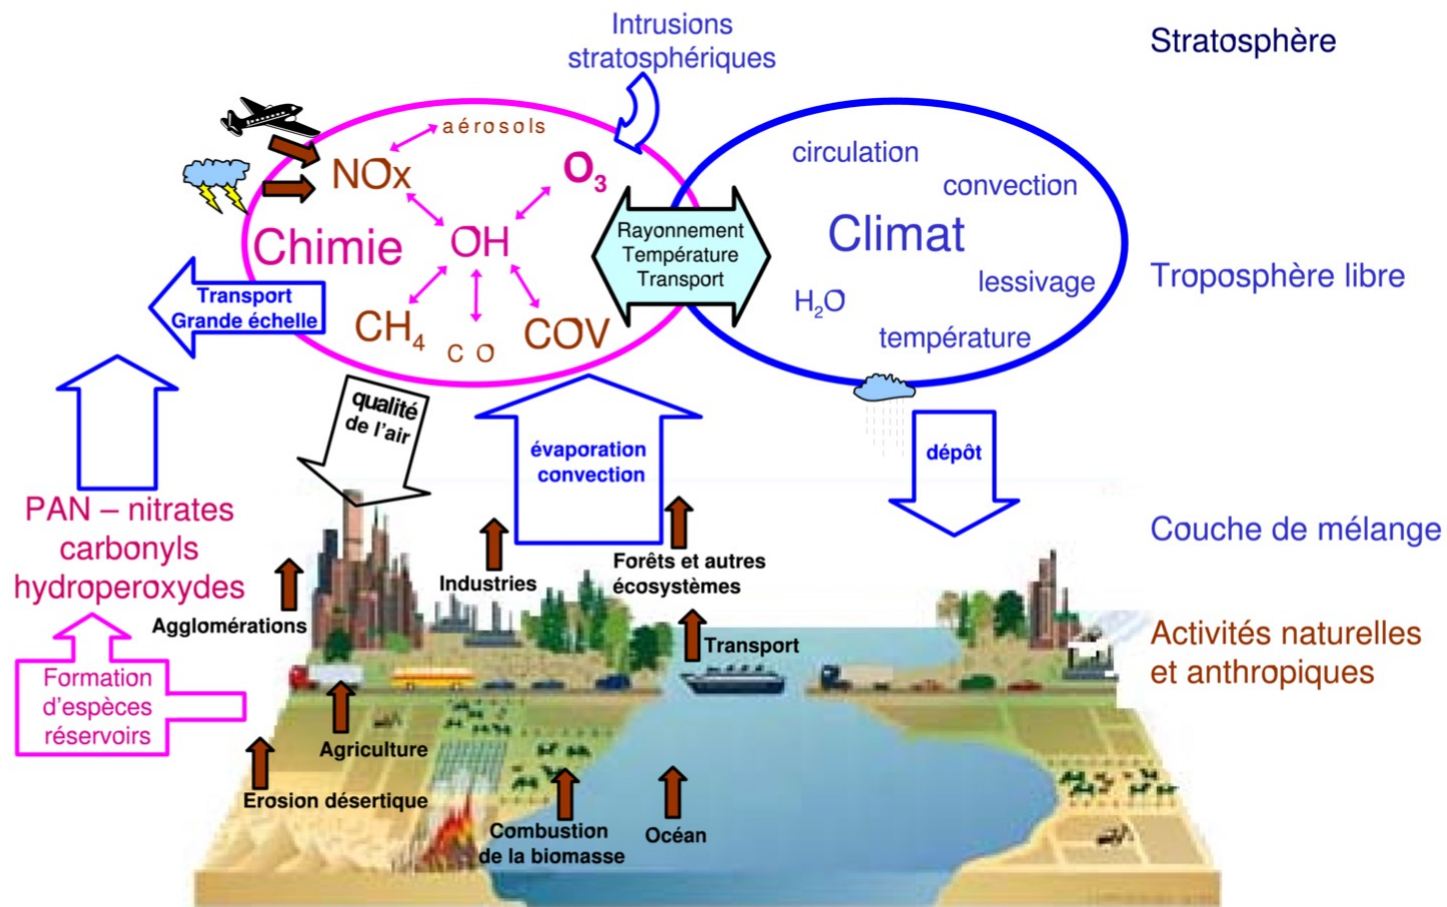 Intrusions
stratosphériques
Stratosphère
aérosols
NOx
O3
circulation
convection
Chimie
OH
Rayonnement
Température
Transport
Climat
Troposphère libre
lessivage
H2O
température
Transport
Grande échelle
CH4
CO
COV
qualité
de l'air
évaporation
convection
dépôt
PAN – nitrates
carbonyls
hydroperoxydes
Couche de mélange
Industries
Forêts et autres
écosystèmes
Agglomérations
Transport
Activités naturelles
et anthropiques
Formation
d'espèces
réservoirs
Agriculture
Erosion désertique
Combustion
de la biomasse
Océan